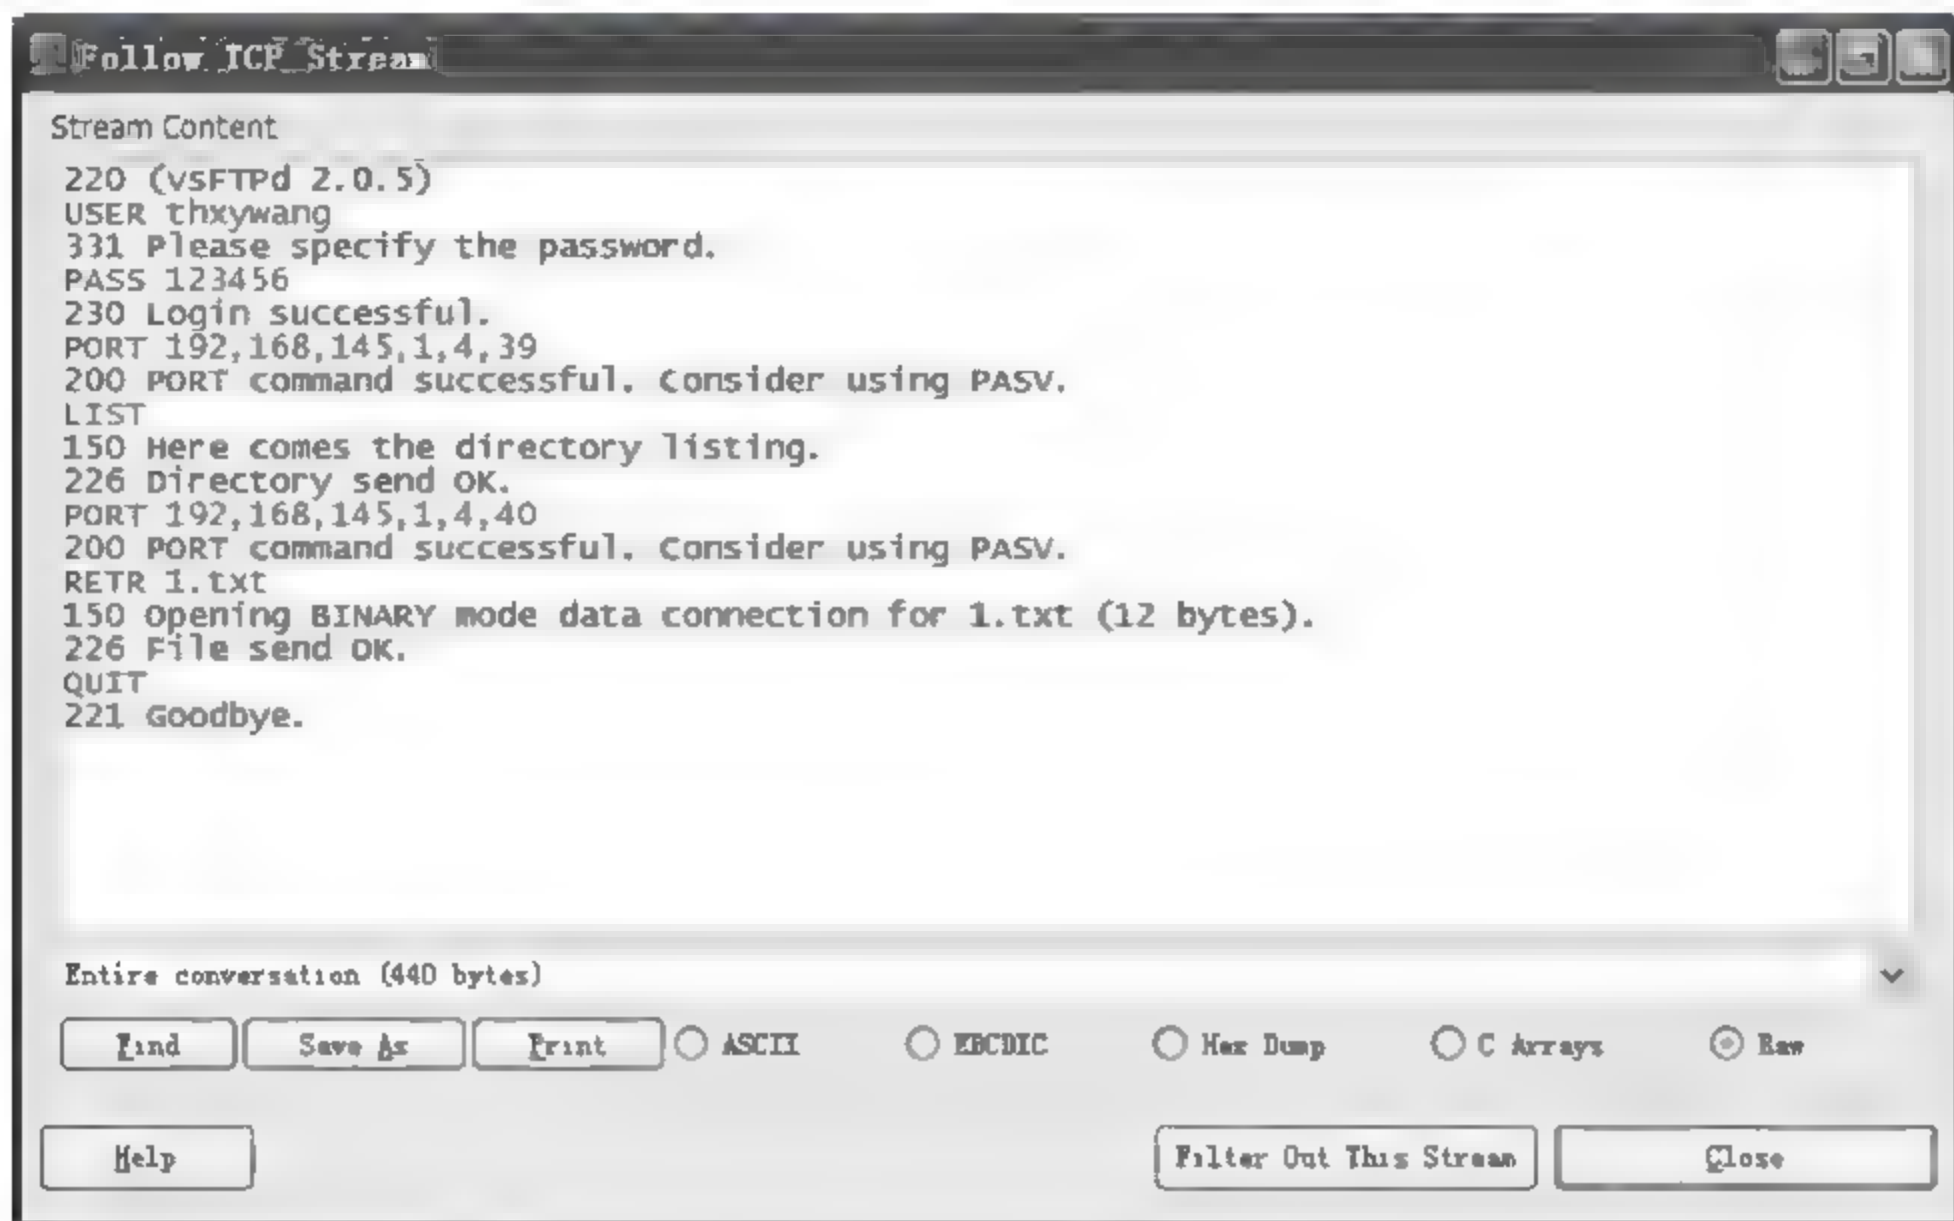 Follow TCP Stream
Stream Content
220 (vsFTPd 2.0.5)
USER thxywang
331 Please specify the password.
PASS 123456
230 Login successful.
PORT 192,168,145,1,4,39
200 PORT command successful. Consider using PASV.
LIST
150 Here comes the directory listing.
226 Directory send OK.
PORT 192,168,145,1,4,40
200 PORT command successful. Consider using PASV.
RETR 1.txt
150 Opening BINARY mode data connection for 1.txt (12 bytes).
226 File send OK.
QUIT
221 Goodbye.
Entire conversation (440 bytes)
Find Save As Print ASCII EBCDIC Hex Dump C Arrays Raw
Help Filter Out This Stream Close